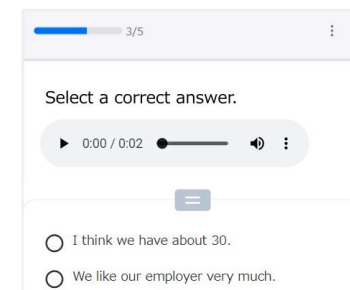 3/5
Select a correct answer.
0:00 / 0:02
I think we have about 30.
We like our employer very much.